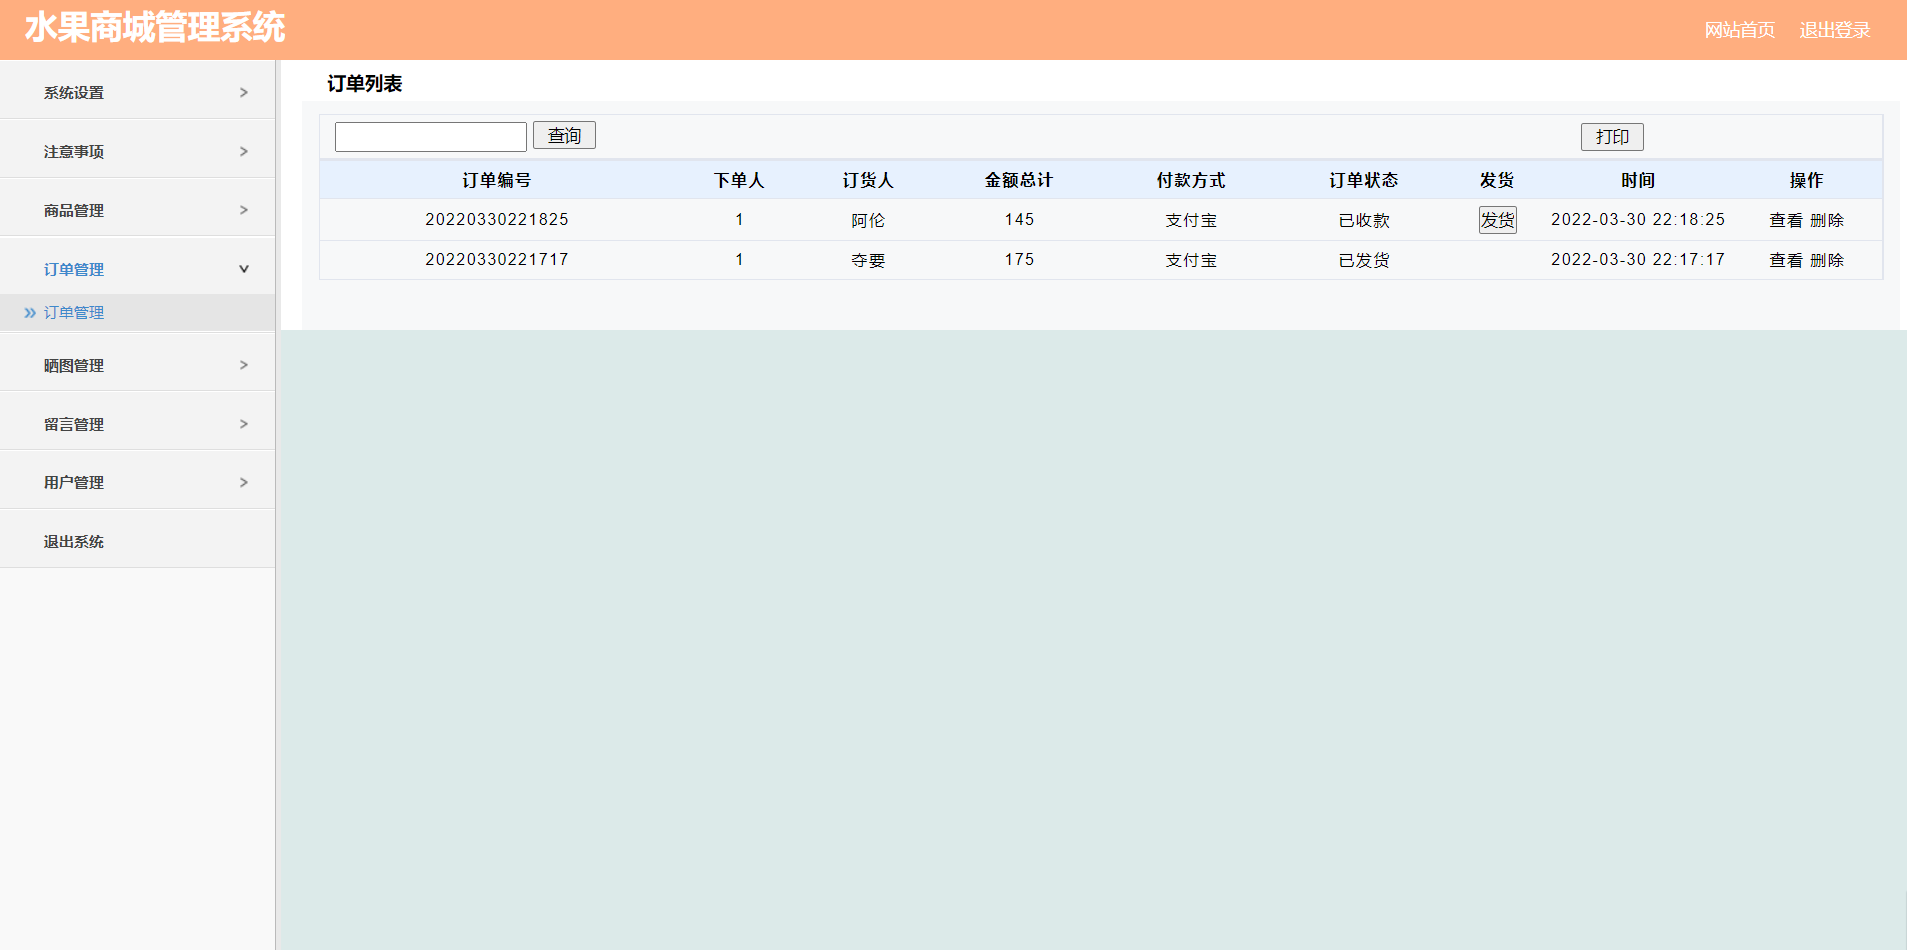 水果商城管理系统
网站首页 退出登录
系统设置 >
注意事项 >
商品管理 >
订单管理 v
» 订单管理
晒图管理 >
留言管理 >
用户管理 >
退出系统
订单列表
查询 打印
订单编号 下单人 订货人 金额总计 付款方式 订单状态 发货 时间 操作
20220330221825 1 阿伦 145 支付宝 已收款 发货 2022-03-30 22:18:25 查看 删除
20220330221717 1 夺要 175 支付宝 已发货 2022-03-30 22:17:17 查看 删除